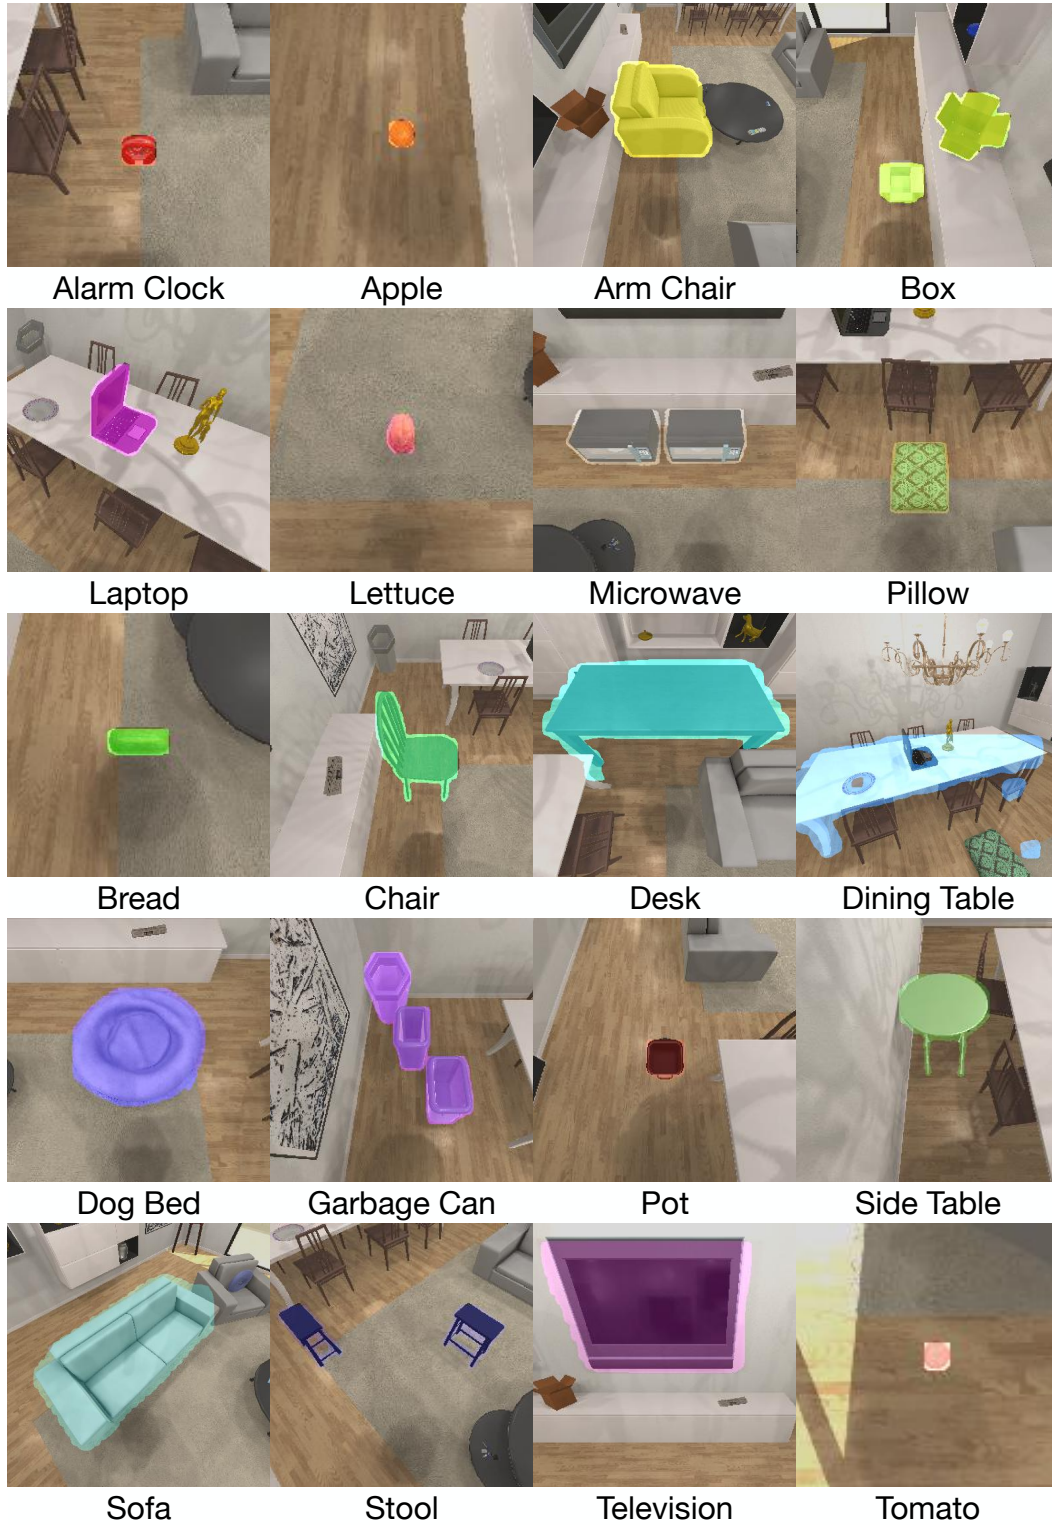 Alarm Clock
Apple
Arm Chair
Box
Laptop
Lettuce
Microwave
Pillow
Bread
Chair
Desk
Dining Table
Dog Bed
Garbage Can
Pot
Side Table
Sofa
Stool
Television
Tomato